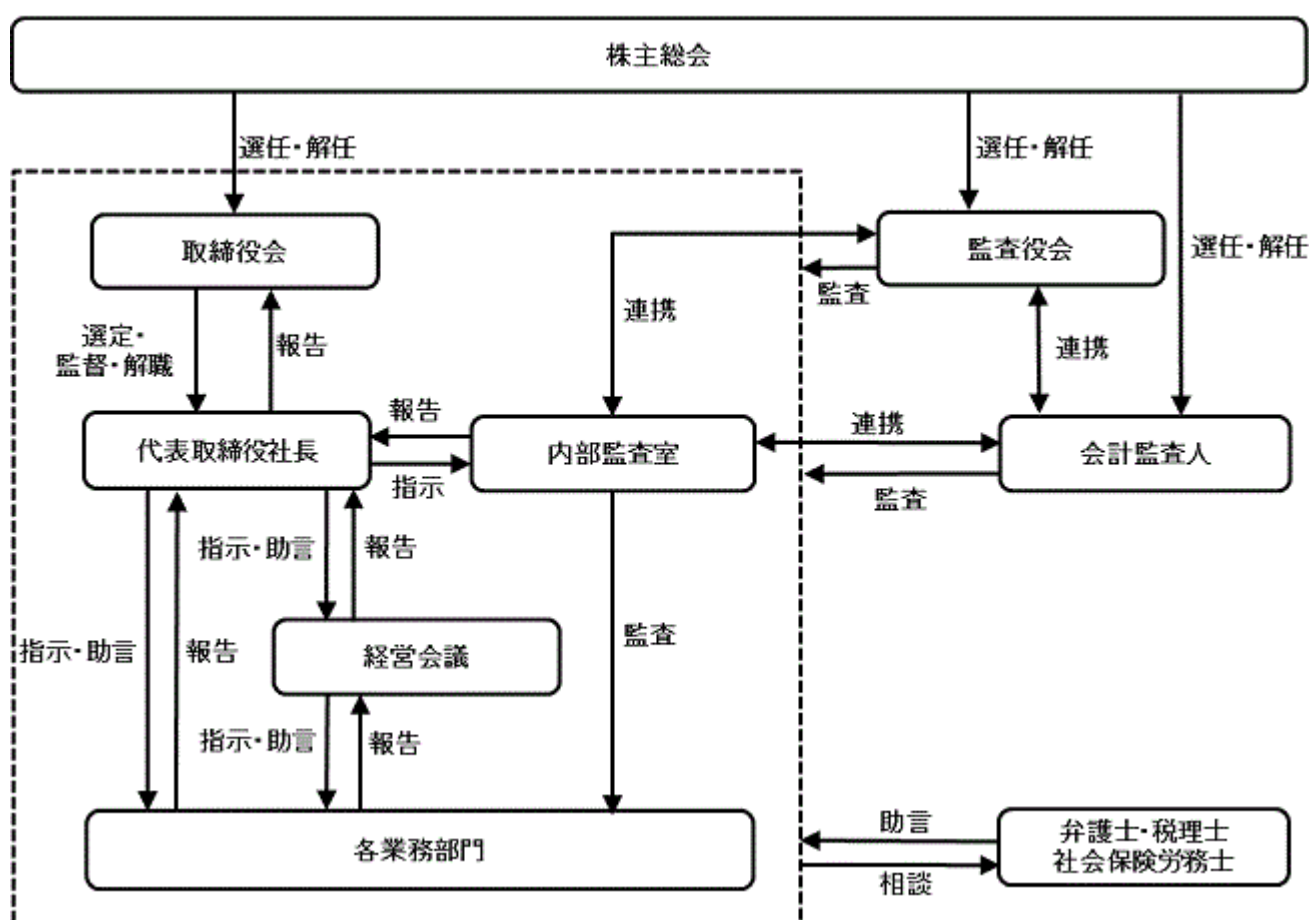 株主総会
選任・解任
選任・解任
選任・解任
取締役会
監査役会
監査
連携
選定・
監督・解職
報告
連携
代表取締役社長
報告
指示
内部監査室
連携
監査
会計監査人
指示・助言
報告
経営会議
指示・助言
報告
監査
指示・助言
報告
各業務部門
助言
相談
弁護士・税理士
社会保険労務士